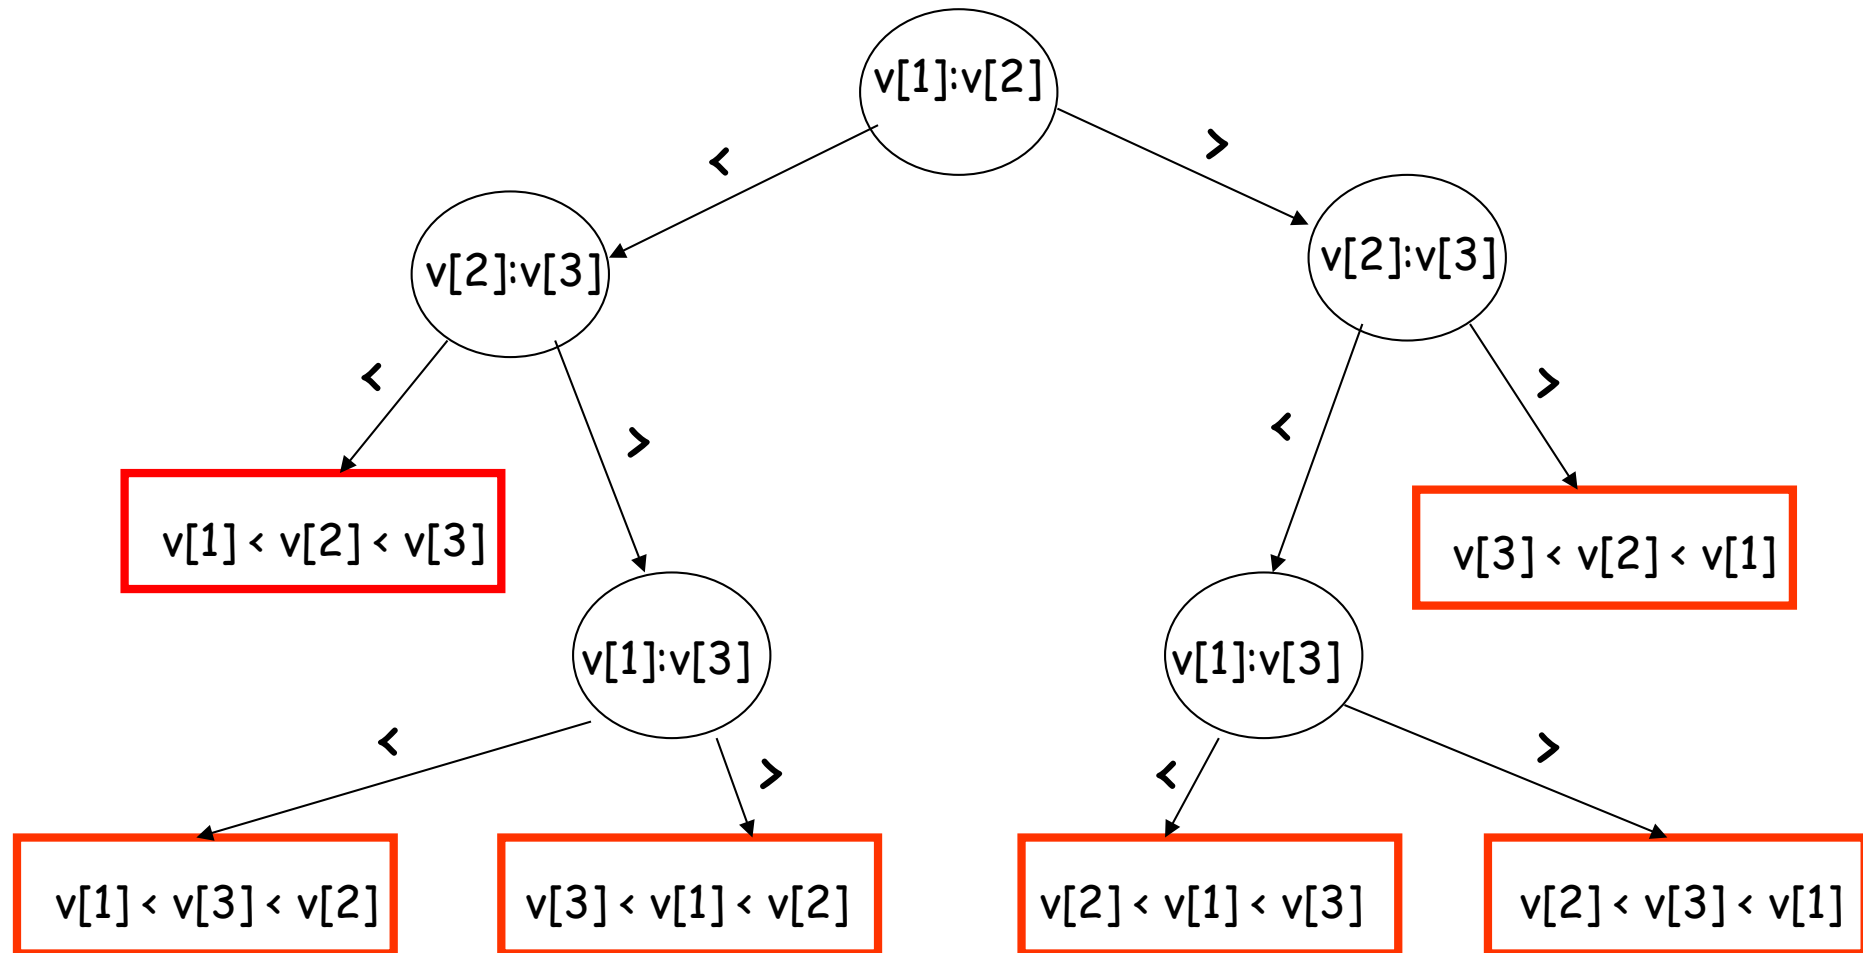 v[1]:v[2]
<
>
v[2]:v[3]
v[2]:v[3]
<
>
<
>
v[1] < v[2] < v[3]
v[3] < v[2] < v[1]
v[1]:v[3]
v[1]:v[3]
<
>
<
>
v[1] < v[3] < v[2]
v[3] < v[1] < v[2]
v[2] < v[1] < v[3]
v[2] < v[3] < v[1]